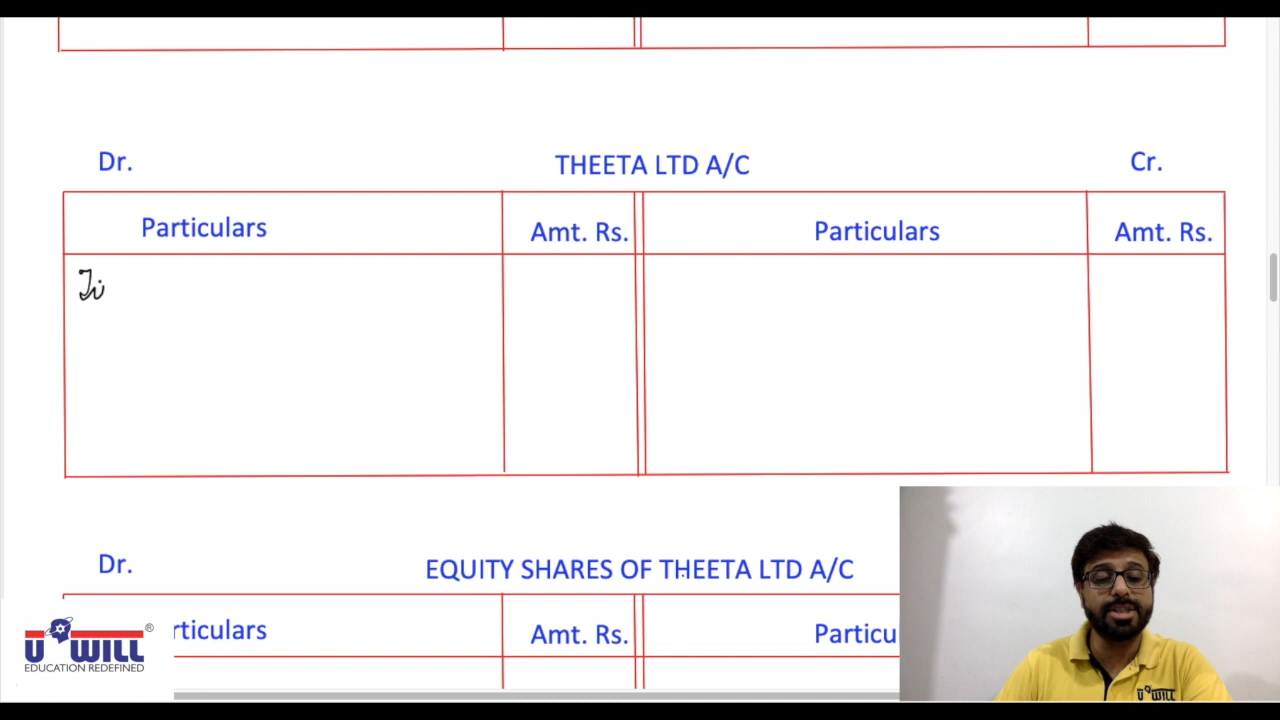 Dr. THEETA LTD A/C Cr.
Particulars Amt. Rs. Particulars Amt. Rs.
Dr. EQUITY SHARES OF THEETA LTD A/C
rticulars Amt. Rs. Particu
U WILL ®
EDUCATION REDEFINED
U WILL